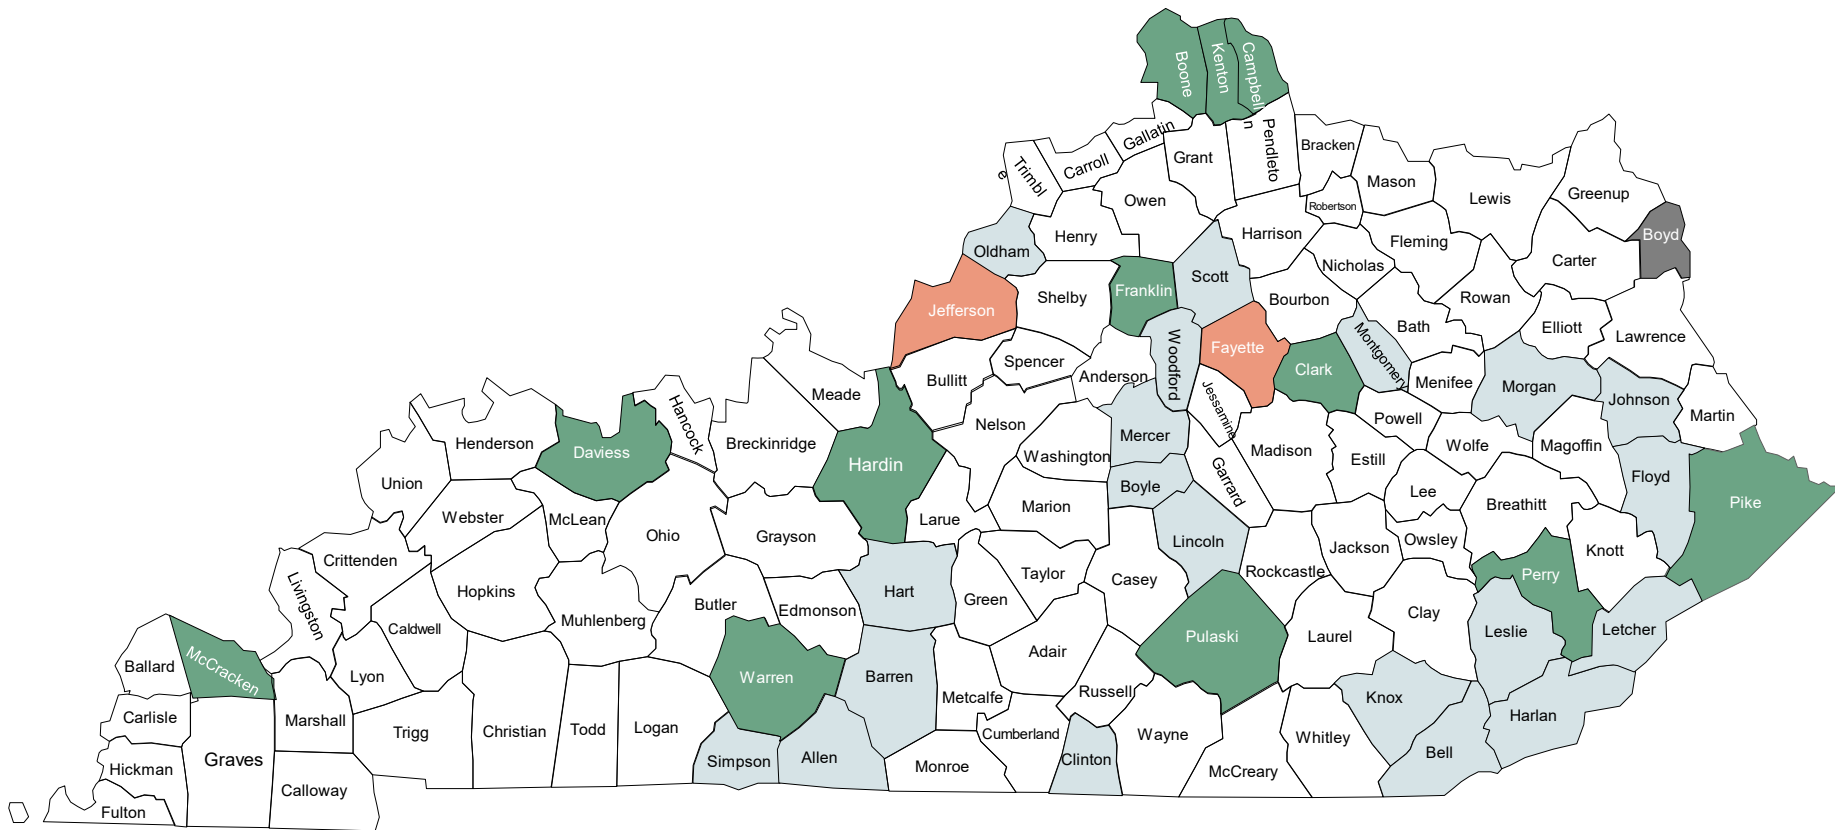 Boone
Kenton
Campbell
Gallatin
Carroll
Trimbl
e
Grant
Pendleto
n
Bracken
Mason
Robertson
Lewis
Greenup
Boyd
Owen
Henry
Oldham
Harrison
Fleming
Nicholas
Carter
Jefferson
Shelby
Franklin
Scott
Bourbon
Rowan
Bath
Elliott
Lawrence
Woodford
Fayette
Clark
Montgomery
Menifee
Morgan
Johnson
Martin
Spencer
Anderson
Bullitt
Meade
Hancock
Breckinridge
Henderson
Daviess
Union
Hardin
Nelson
Washington
Mercer
Jessamine
Madison
Powell
Estill
Wolfe
Magoffin
Floyd
Pike
Boyle
Garrard
Lee
Breathitt
Webster
McLean
Ohio
Grayson
Larue
Marion
Lincoln
Jackson
Owsley
Knott
Perry
Crittenden
Livingston
Hopkins
Muhlenberg
Butler
Edmonson
Hart
Green
Taylor
Casey
Rockcastle
Clay
Leslie
Letcher
Caldwell
Lyon
Ballard
McCracken
Warren
Barren
Metcalfe
Adair
Russell
Pulaski
Laurel
Knox
Harlan
Carlisle
Marshall
Graves
Trigg
Christian
Todd
Logan
Simpson
Allen
Monroe
Cumberland
Clinton
Wayne
McCreary
Whitley
Bell
Hickman
Calloway
Fulton